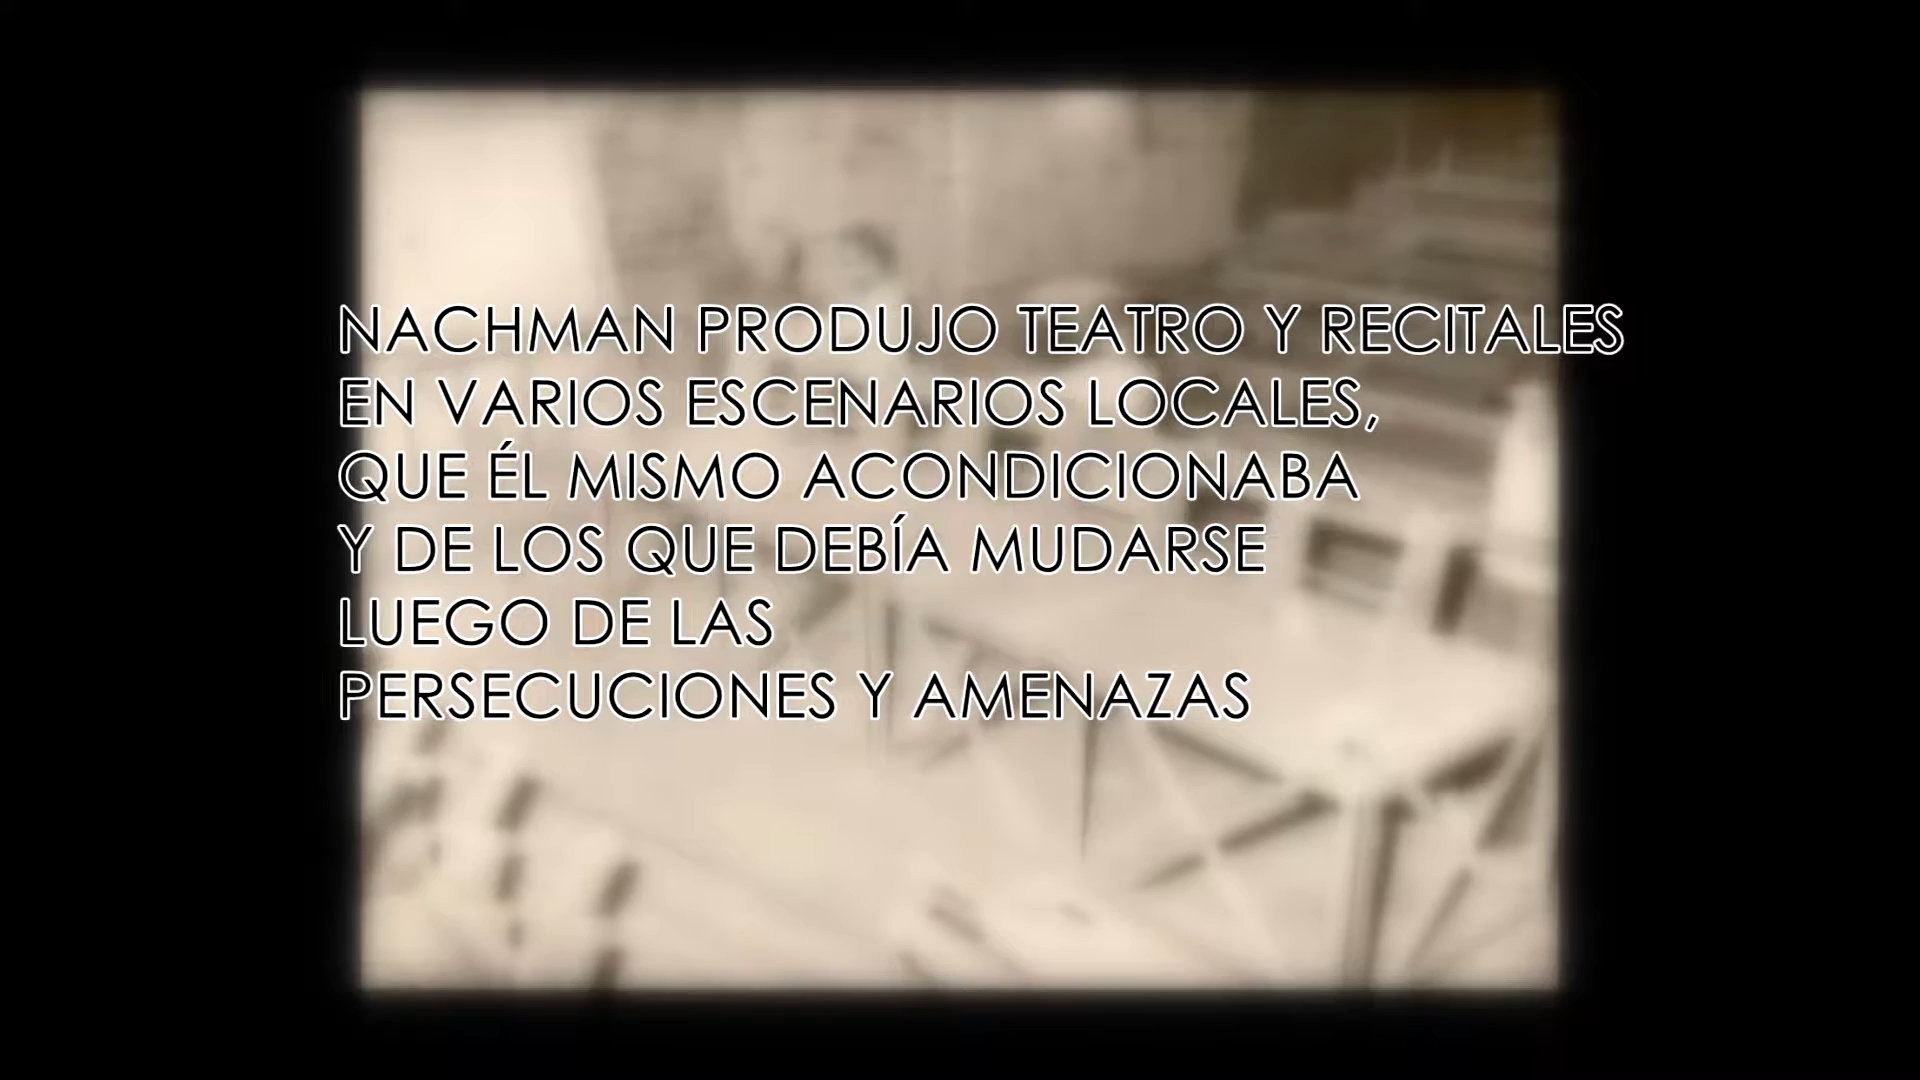 NACHMAN PRODUJO TEATRO Y RECITALES
EN VARIOS ESCENARIOS LOCALES,
QUE ÉL MISMO ACONDICIONABA
Y DE LOS QUE DEBÍA MUDARSE
LUEGO DE LAS
PERSECUCIONES Y AMENAZAS